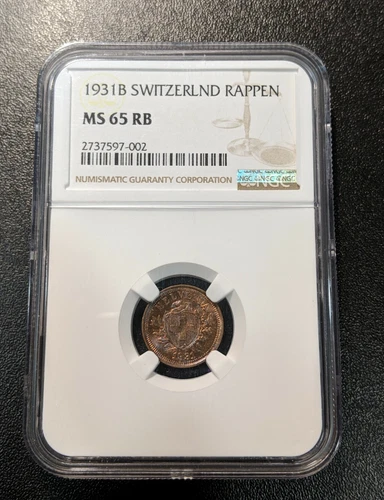 1931B SWITZERLND RAPPEN
MS 65 RB
2737597-002
NUMISMATIC GUARANTY CORPORATION
NGC